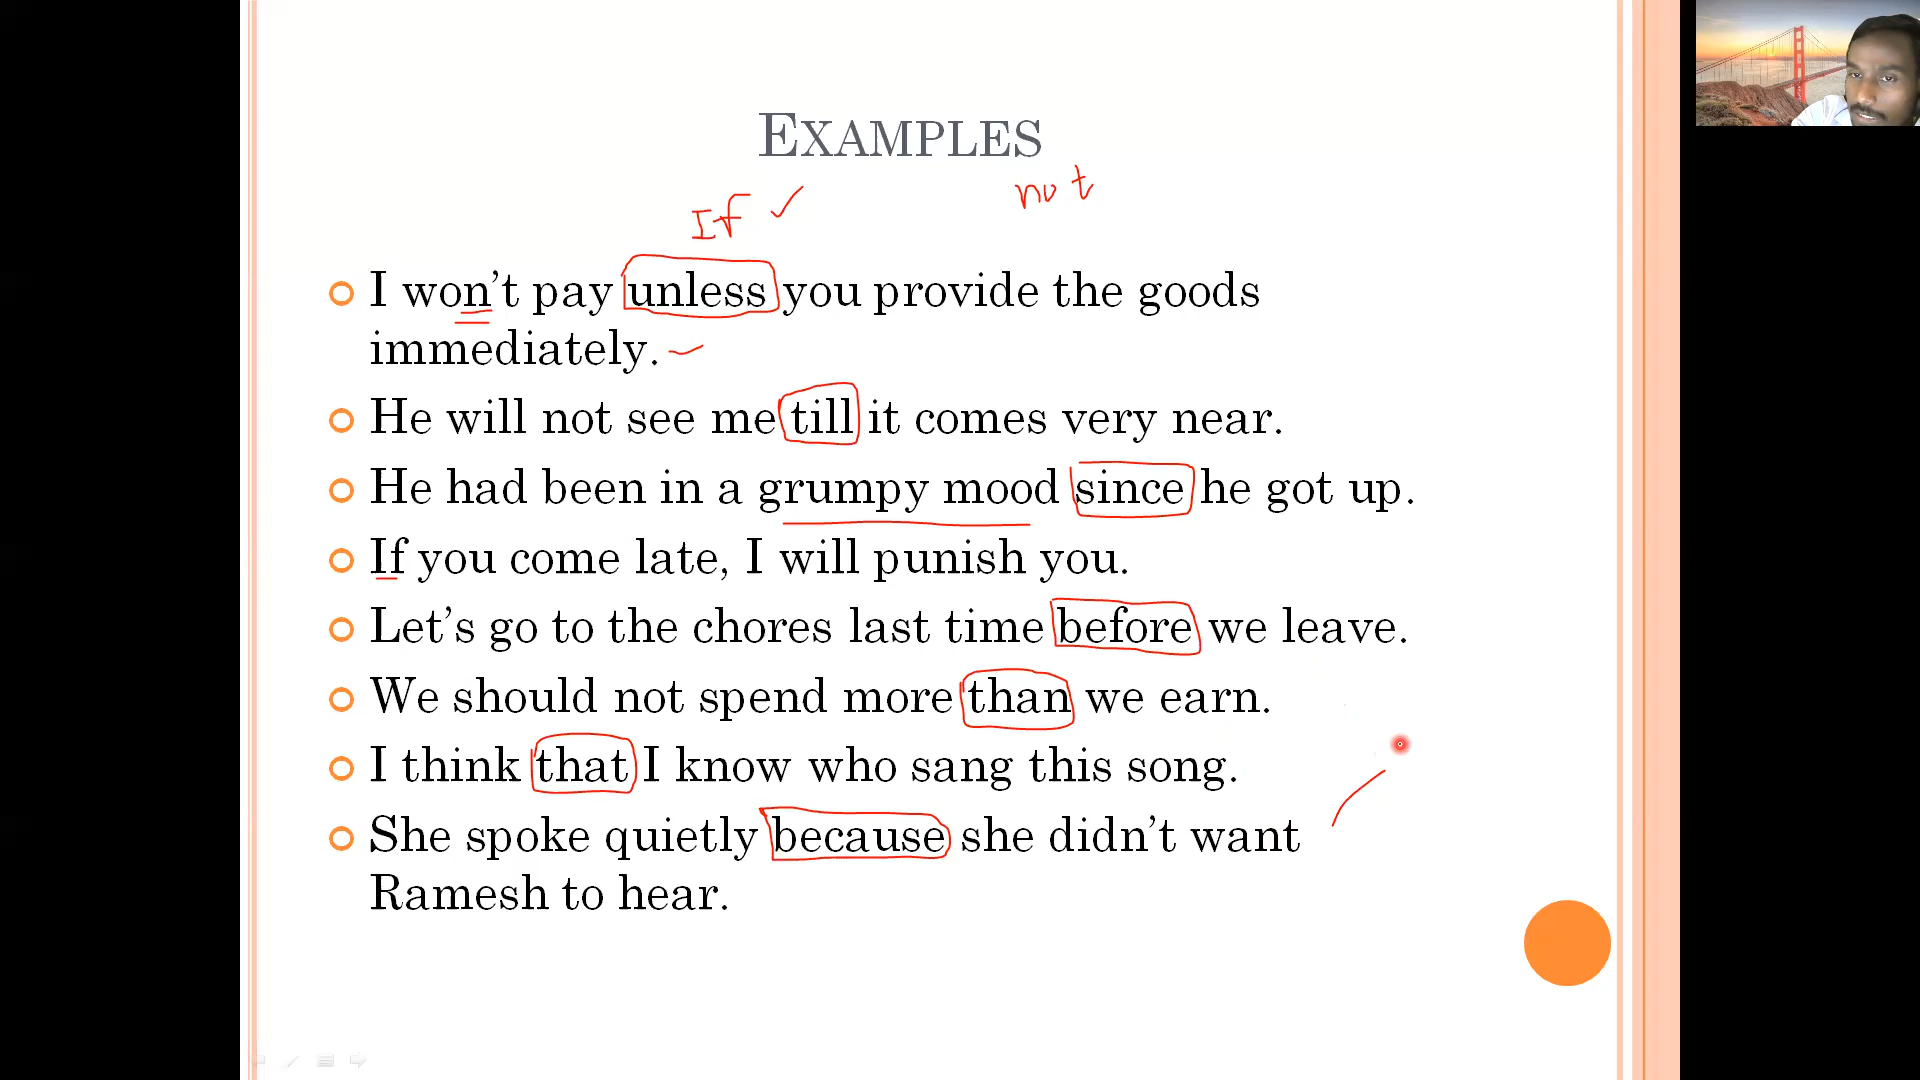 EXAMPLES
not
If
I won't pay unless you provide the goods
immediately.
He will not see me till it comes very near.
He had been in a grumpy mood since he got up.
If you come late, I will punish you.
Let's go to the chores last time before we leave.
We should not spend more than we earn.
I think that I know who sang this song.
She spoke quietly because she didn't want
Ramesh to hear.